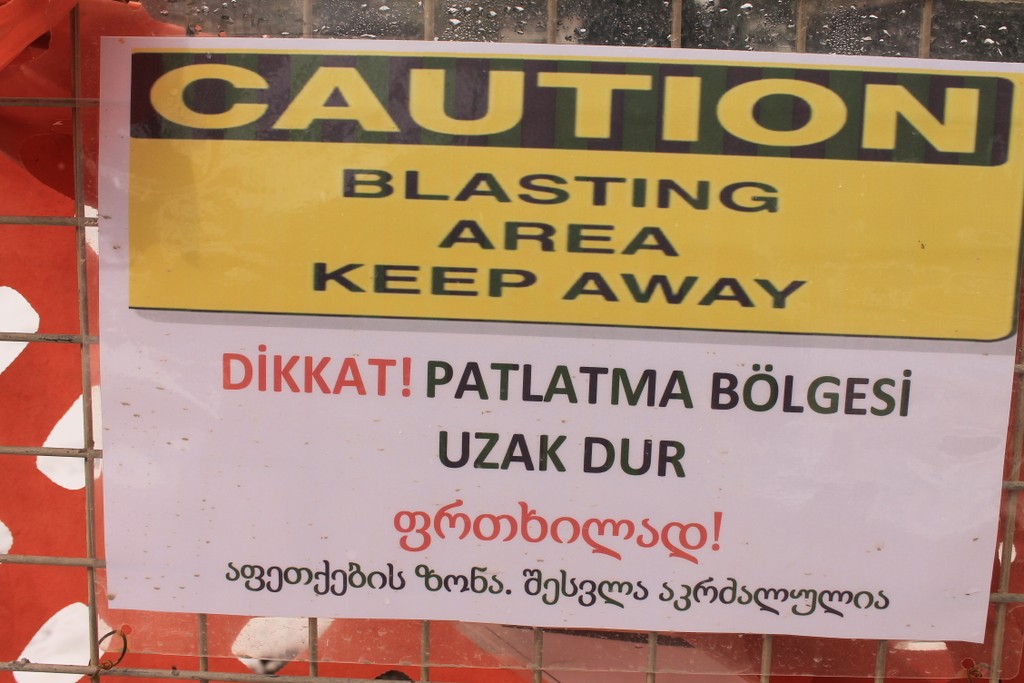 CAUTION
BLASTING
AREA
KEEP AWAY
DİKKAT! PATLATMA BÖLGESİ
UZAK DUR
ფრთხილად!
აფეთქების ზონა. შესვლა აკრძალულია